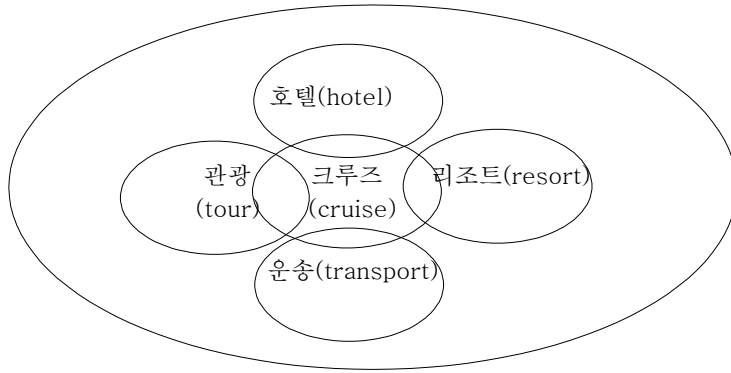 호텔(hotel)
관광
(tour)
크루즈
(cruise)
리조트(resort)
운송(transport)